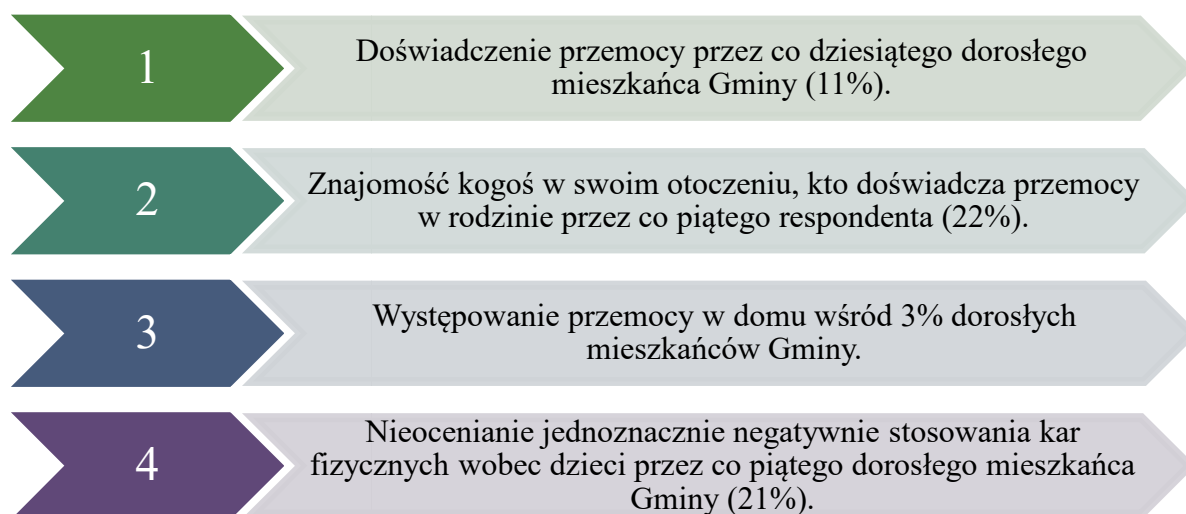 1
Doświadczenie przemocy przez co dziesiątego dorosłego
mieszkańca Gminy (11%).
2
Znajomość kogoś w swoim otoczeniu, kto doświadcza przemocy
w rodzinie przez co piątego respondenta (22%).
3
Występowanie przemocy w domu wśród 3% dorosłych
mieszkańców Gminy.
4
Nieocenianie jednoznacznie negatywnie stosowania kar
fizycznych wobec dzieci przez co piątego dorosłego mieszkańca
Gminy (21%).